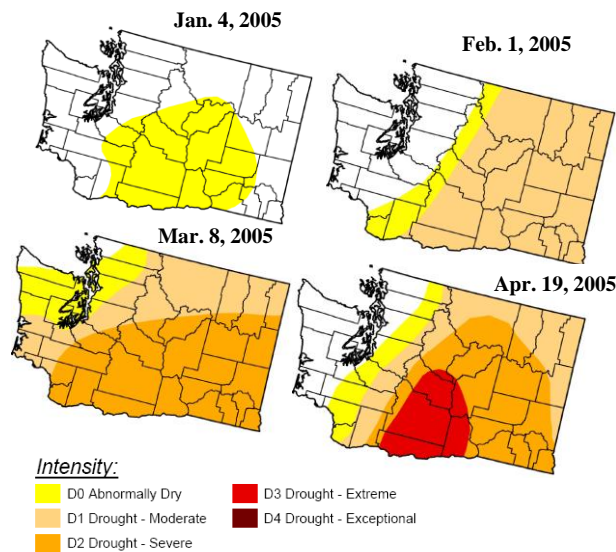 Jan. 4, 2005
Feb. 1, 2005
Mar. 8, 2005
Apr. 19, 2005
Intensity:
D0 Abnormally Dry
D3 Drought - Extreme
D1 Drought - Moderate
D4 Drought - Exceptional
D2 Drought - Severe